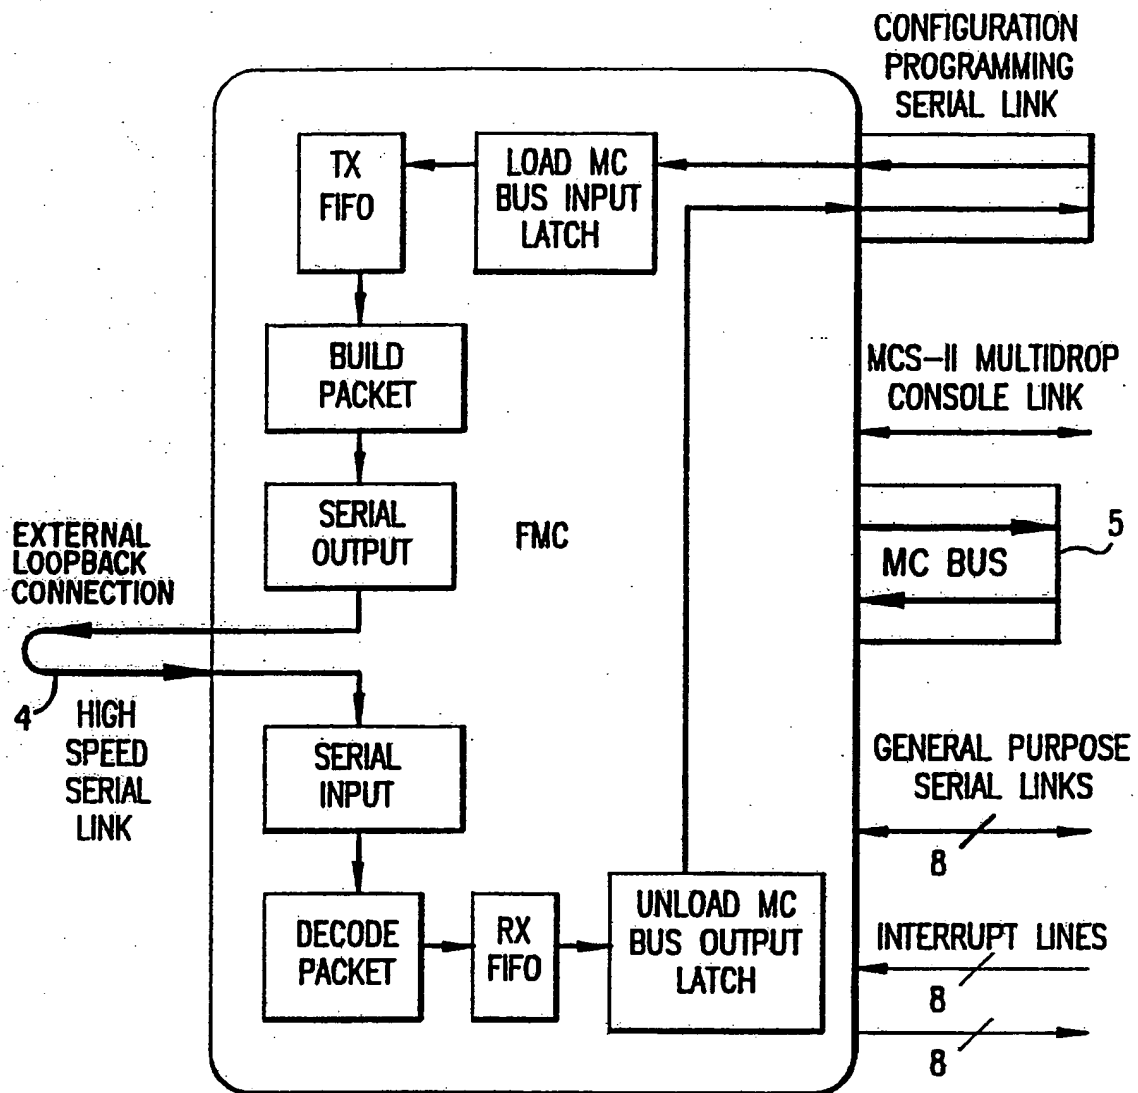 CONFIGURATION
PROGRAMMING
SERIAL LINK
TX
FIFO
LOAD MC
BUS INPUT
LATCH
BUILD
PACKET
MCS-II MULTIDROP
CONSOLE LINK
SERIAL
OUTPUT
FMC
EXTERNAL
LOOPBACK
CONNECTION
MC BUS
5
4
HIGH
SPEED
SERIAL
LINK
SERIAL
INPUT
GENERAL PURPOSE
SERIAL LINKS
8
DECODE
PACKET
RX
FIFO
UNLOAD MC
BUS OUTPUT
LATCH
INTERRUPT LINES
8
8